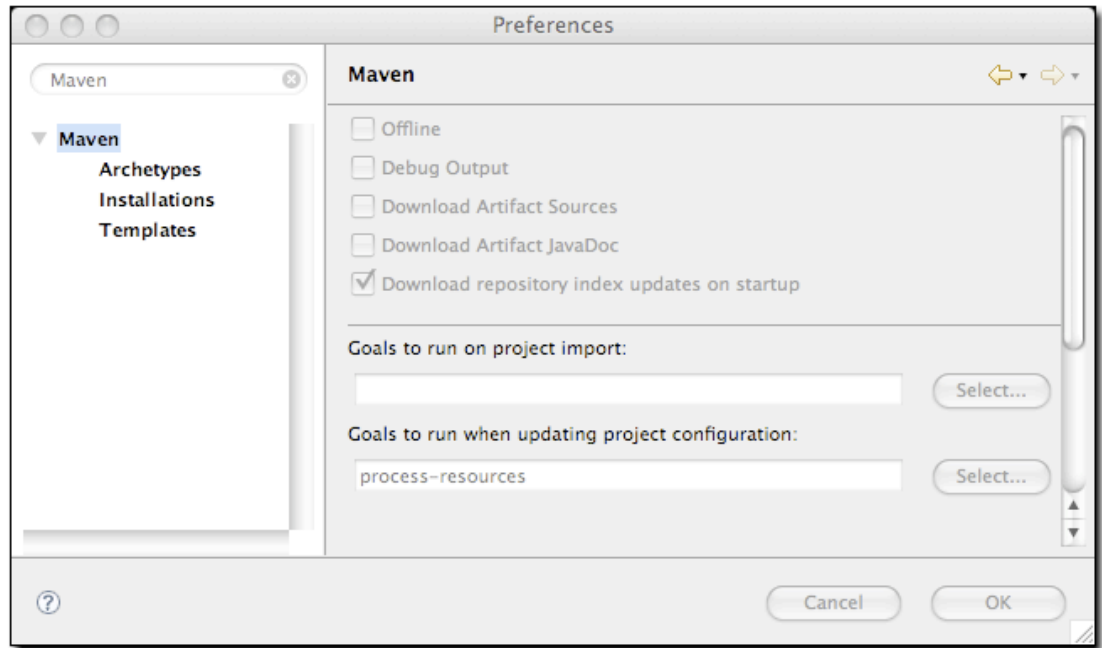 Preferences
Maven
Maven
Archetypes
Installations
Templates
Maven
Offline
Debug Output
Download Artifact Sources
Download Artifact JavaDoc
Download repository index updates on startup
Goals to run on project import:
Select...
Goals to run when updating project configuration:
process-resources
Select...
?
Cancel
OK